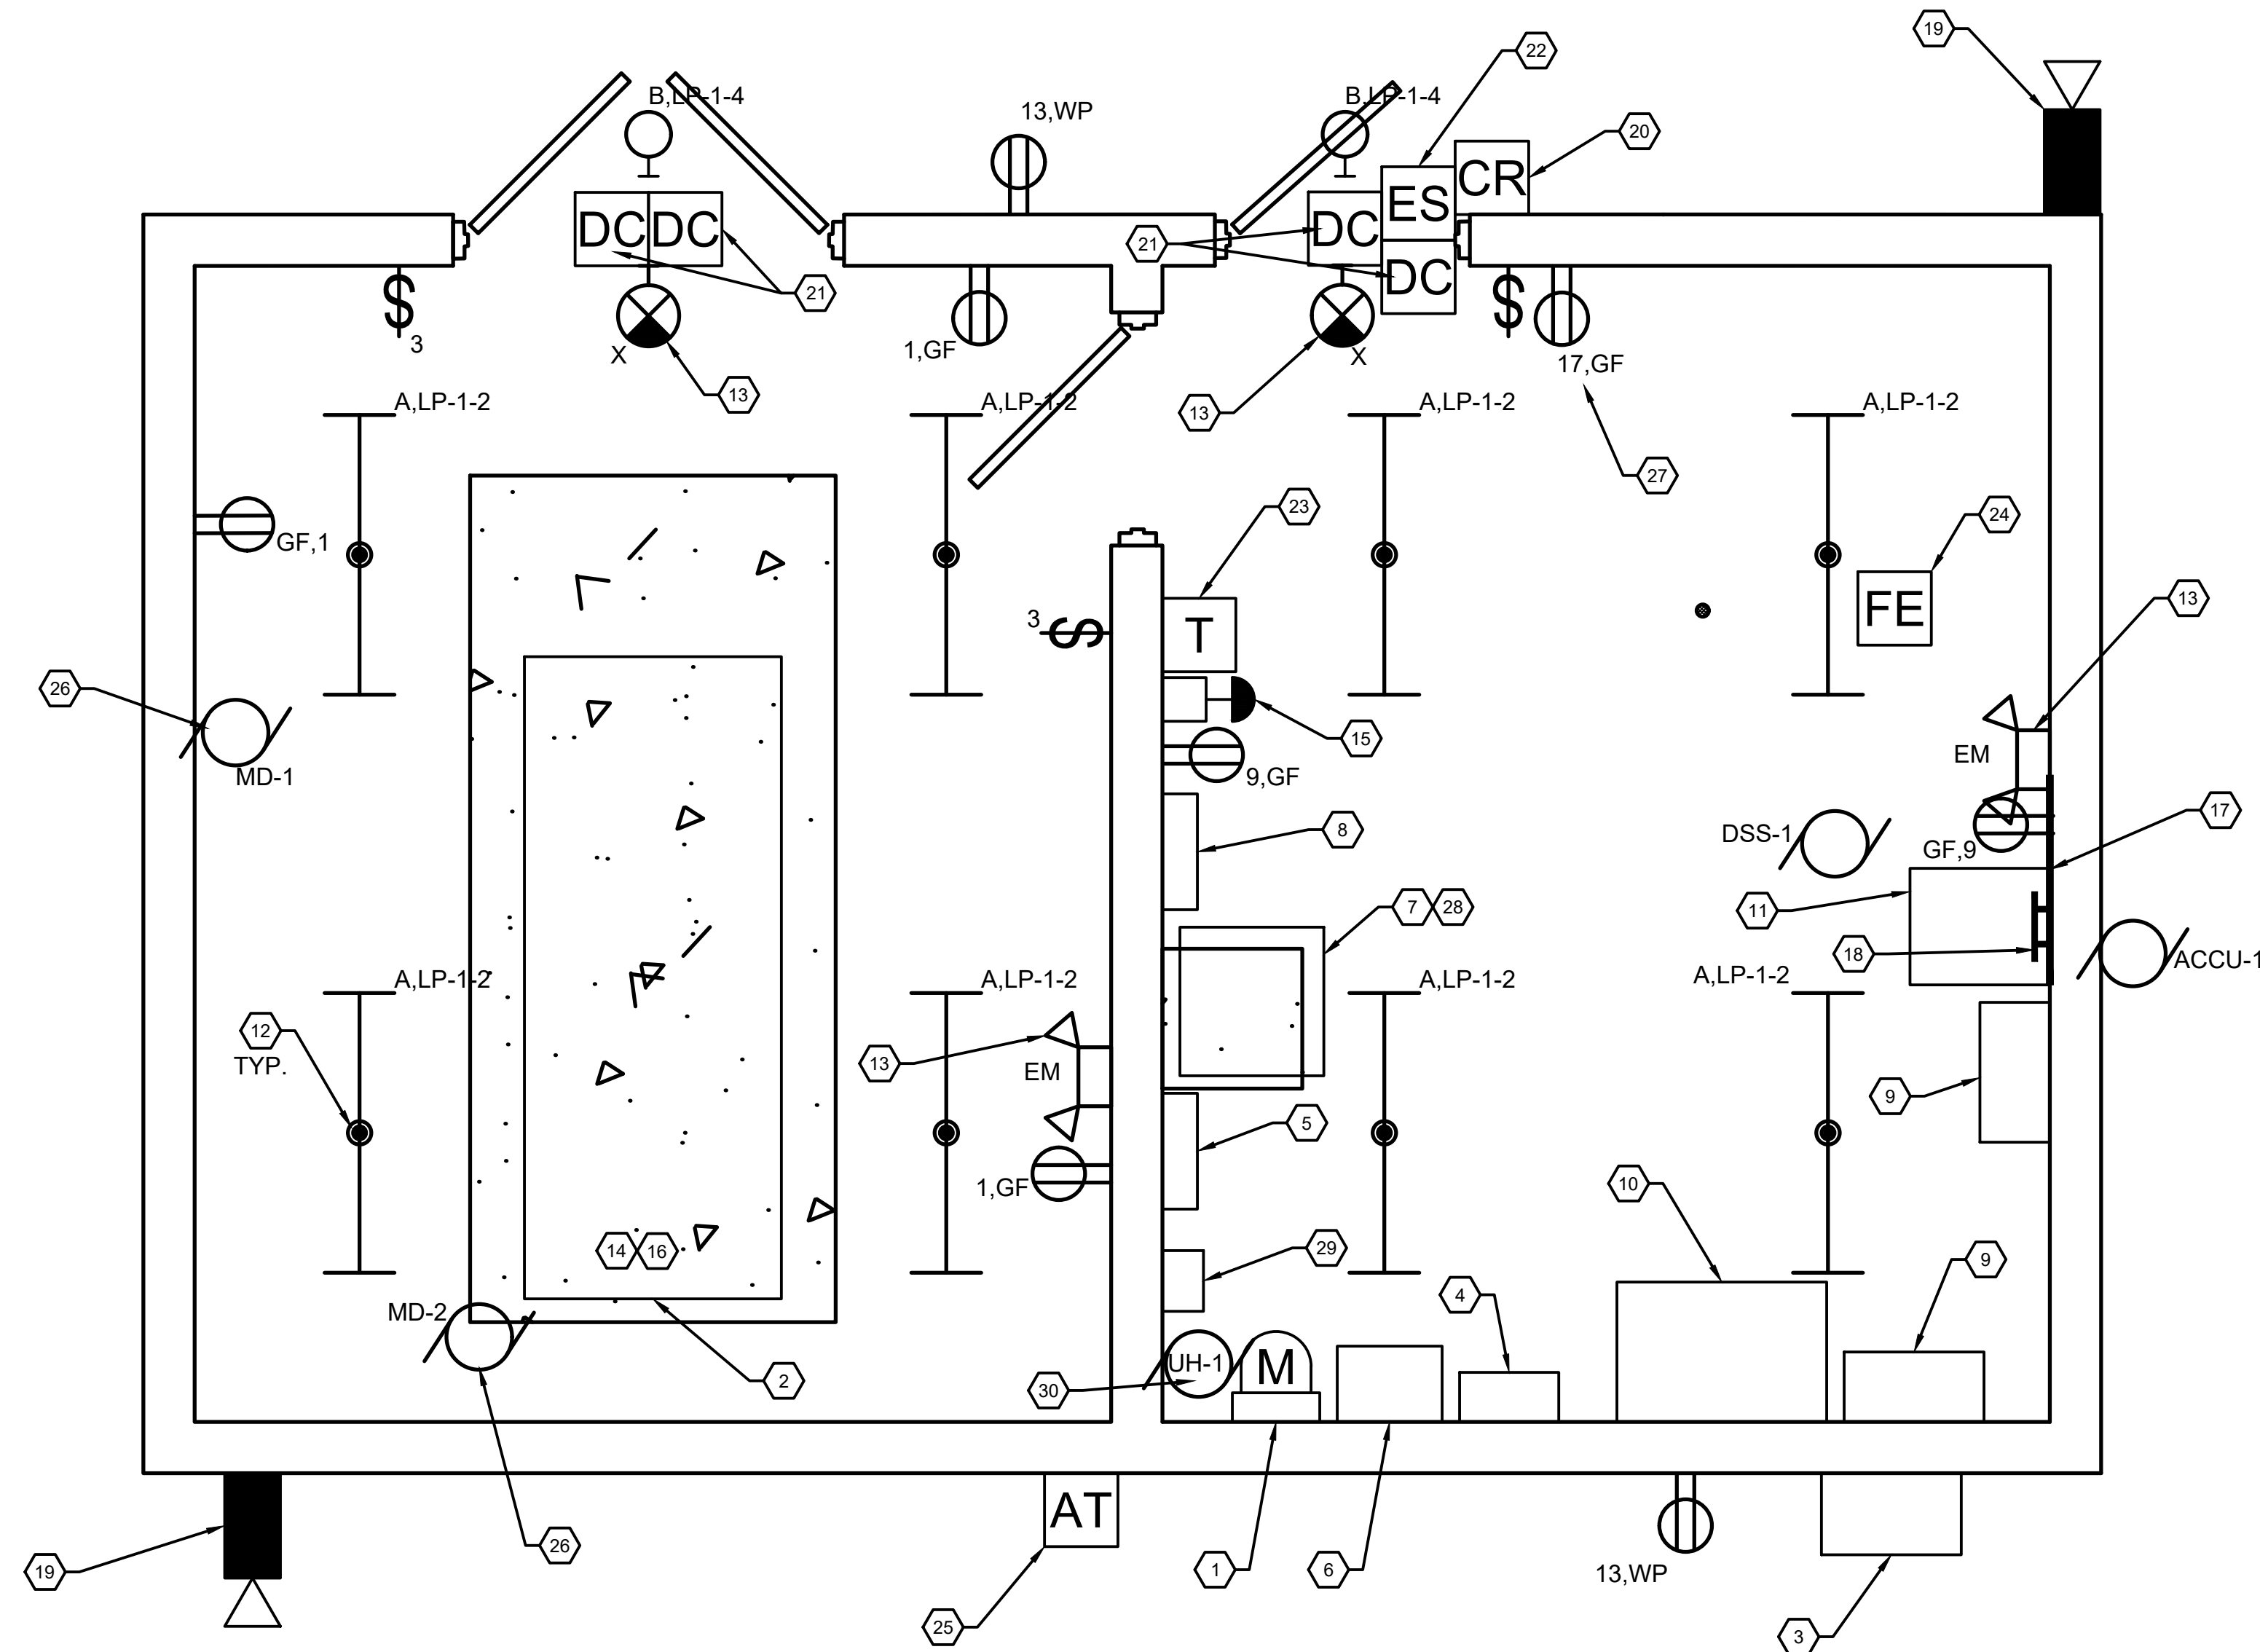 19
22
B,LP-1-4
B,LP-1-4
13,WP
20
CR
ES
DC
DC
DC
21
DC
21
$
3
X
13
1,GF
X
13
$
17,GF
A,LP-1-2
A,LP-1-2
A,LP-1-2
A,LP-1-2
27
23
24
GF,1
FE
13
3
$
T
26
MD-1
15
9,GF
EM
17
8
DSS-1
GF,9
7
28
11
18
ACCU-1
A,LP-1-2
A,LP-1-2
A,LP-1-2
A,LP-1-2
12
TYP.
13
EM
9
5
1,GF
10
14
16
29
9
4
MD-2
UH-1
M
2
30
AT
19
26
1
6
13,WP
25
3